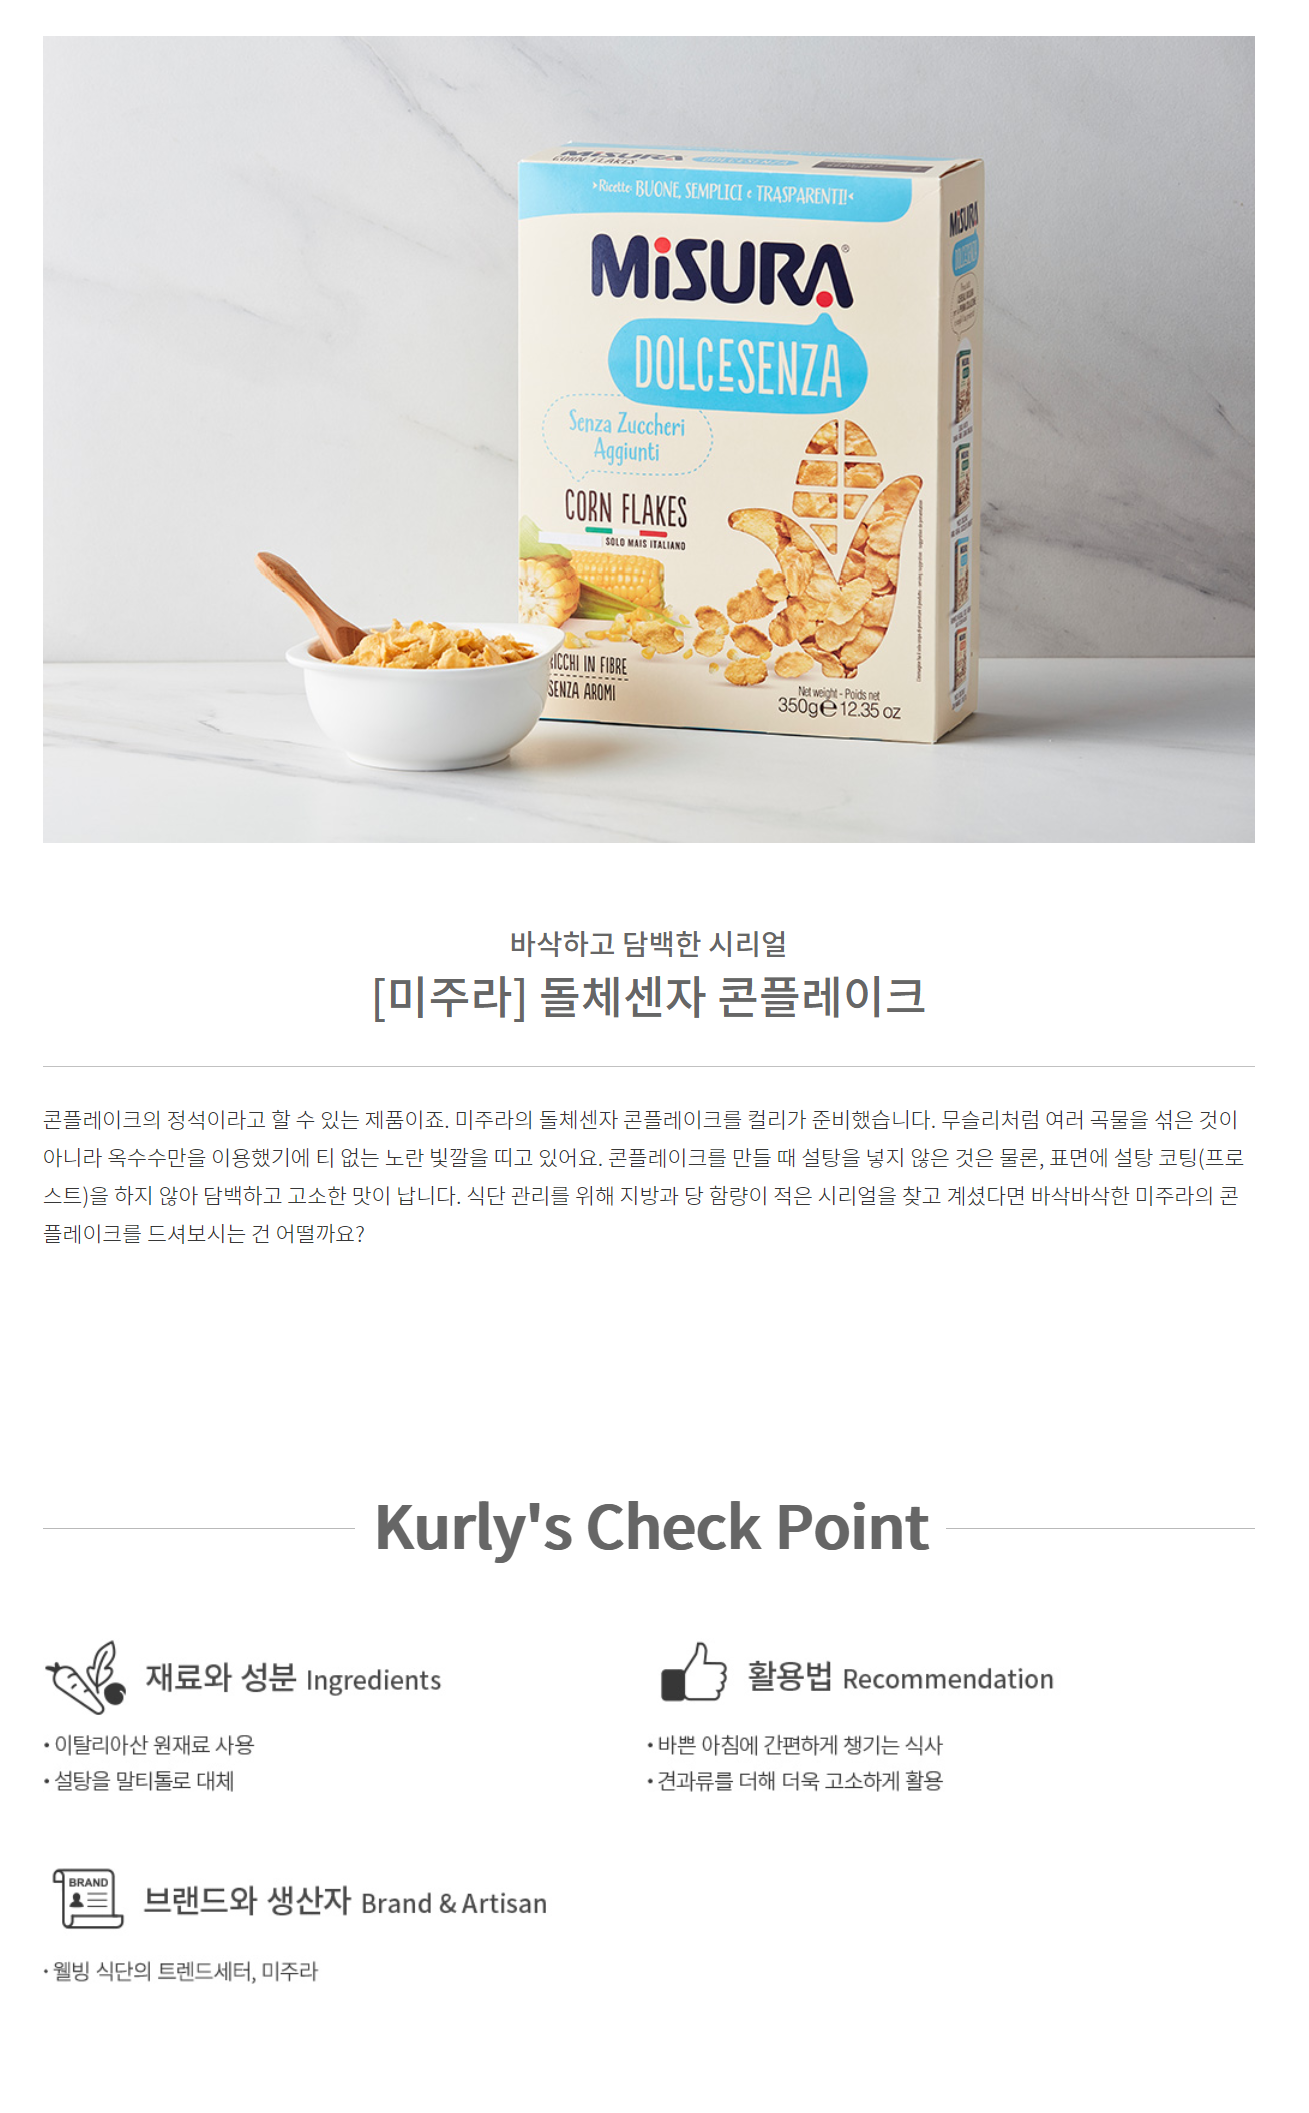 MISURA
CORN FLAKES
DOLCESENZA
Ricette BUONE, SEMPLICI e TRASPARENTI!
MiSURA®
DOLCESENZA
Senza Zuccheri
Aggiunti
CORN FLAKES
SOLO MAIS ITALIANO
RICCHI IN FIBRE
SENZA AROMI
Net weight - Poids net
350g e 12.35 oz
MiSURA
DOLCESENZA
바삭하고 담백한 시리얼
[미주라] 돌체센자 콘플레이크
콘플레이크의 정석이라고 할 수 있는 제품이죠. 미주라의 돌체센자 콘플레이크를 컬리가 준비했습니다. 무슬리처럼 여러 곡물을 섞은 것이
아니라 옥수수만을 이용했기에 티 없는 노란 빛깔을 띠고 있어요. 콘플레이크를 만들 때 설탕을 넣지 않은 것은 물론, 표면에 설탕 코팅(프로
스트)을 하지 않아 담백하고 고소한 맛이 납니다. 식단 관리를 위해 지방과 당 함량이 적은 시리얼을 찾고 계셨다면 바삭바삭한 미주라의 콘
플레이크를 드셔보시는 건 어떨까요?
Kurly's Check Point
재료와 성분 Ingredients
• 이탈리아산 원재료 사용
• 설탕을 말티톨로 대체
활용법 Recommendation
• 바쁜 아침에 간편하게 챙기는 식사
• 견과류를 더해 더욱 고소하게 활용
BRAND
브랜드와 생산자 Brand & Artisan
• 웰빙 식단의 트렌드세터, 미주라